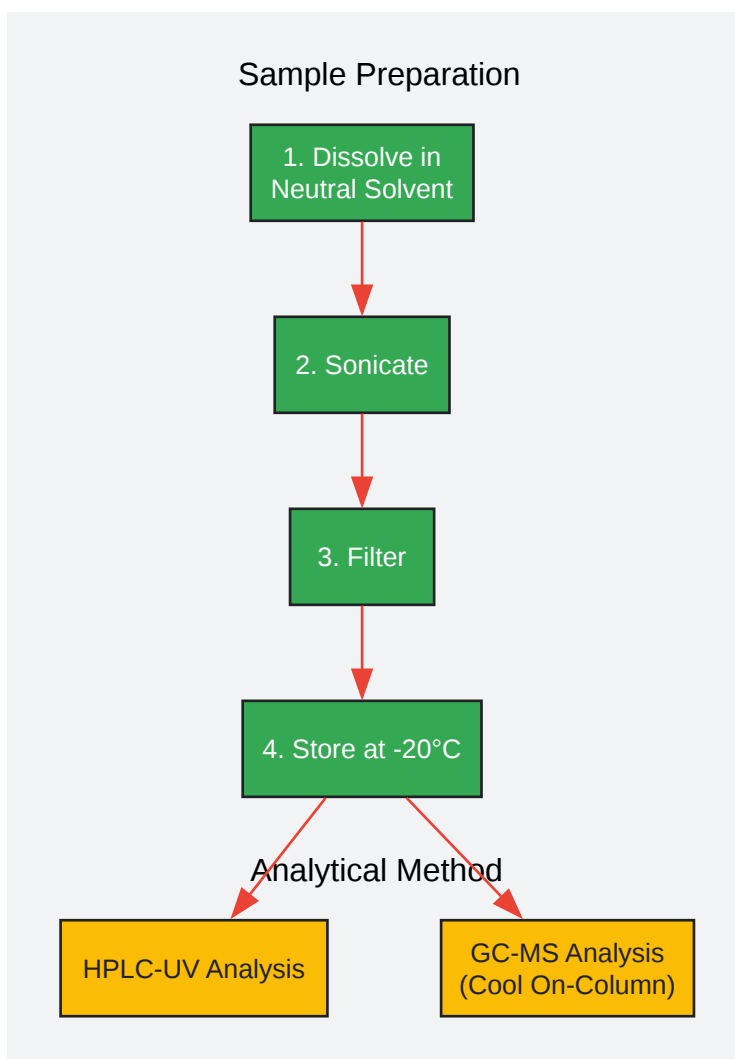 Sample Preparation
1. Dissolve in
Neutral Solvent
2. Sonicate
3. Filter
4. Store at -20°C
Analytical Method
HPLC-UV Analysis
GC-MS Analysis
(Cool On-Column)